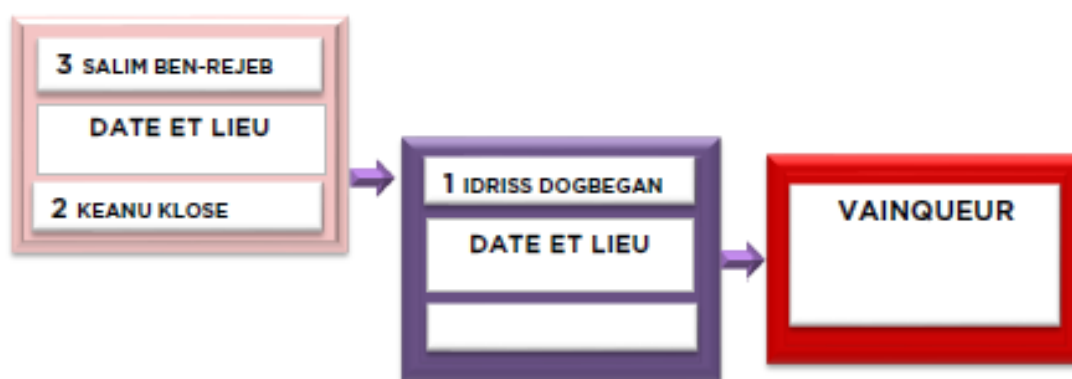 3 SALIM BEN-REJEB
DATE ET LIEU
2 KEANU KLOSE
1 IDRISS DOGBEGAN
DATE ET LIEU
VAINQUEUR